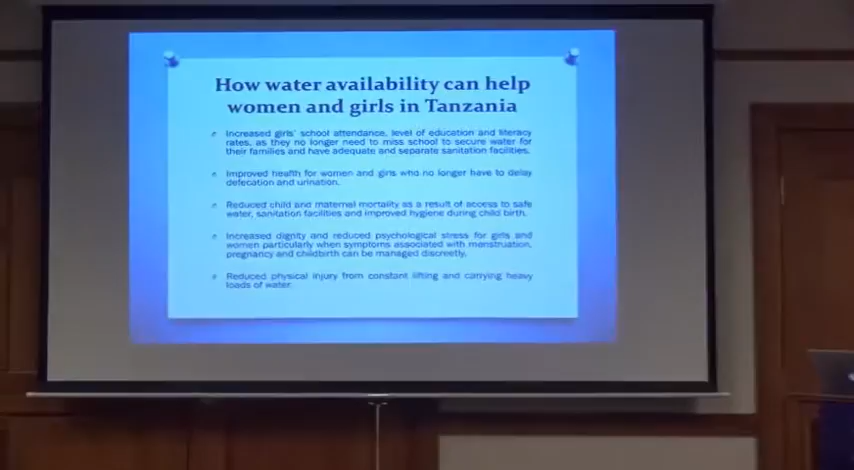 How water availability can help
women and girls in Tanzania
Increased girls' school attendance, level of education and literacy
rates, as they no longer need to miss school to secure water for
their families and have adequate and separate sanitation facilities.
Improved health for women and girls who no longer have to delay
defecation and urination.
Reduced child and maternal mortality as a result of access to safe
water, sanitation facilities and improved hygiene during child birth.
Increased dignity and reduced psychological stress for girls and
women particularly when symptoms associated with menstruation,
pregnancy and childbirth can be managed discreetly.
Reduced physical injury from constant lifting and carrying heavy
loads of water.